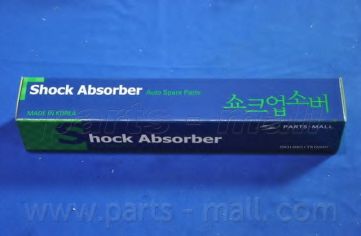 Shock Absorber Auto Spare Parts
쇼크업소버
MADE IN KOREA
Shock Absorber
PARTS-MALL
www.parts-mall.com